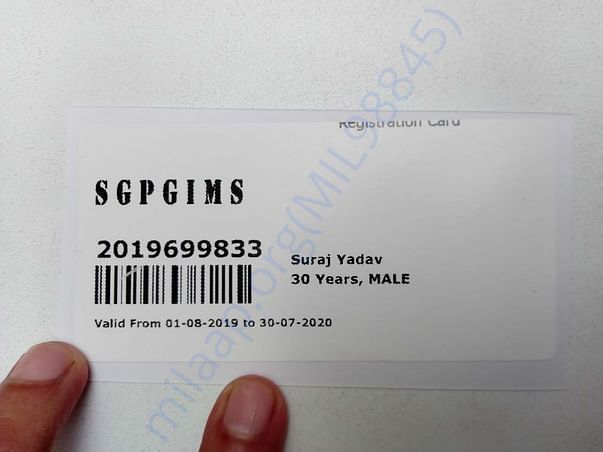 Registration Card
SGPGIMS
2019699833
Suraj Yadav
30 Years, MALE
Valid From 01-08-2019 to 30-07-2020
milaap.org(MIL98845)